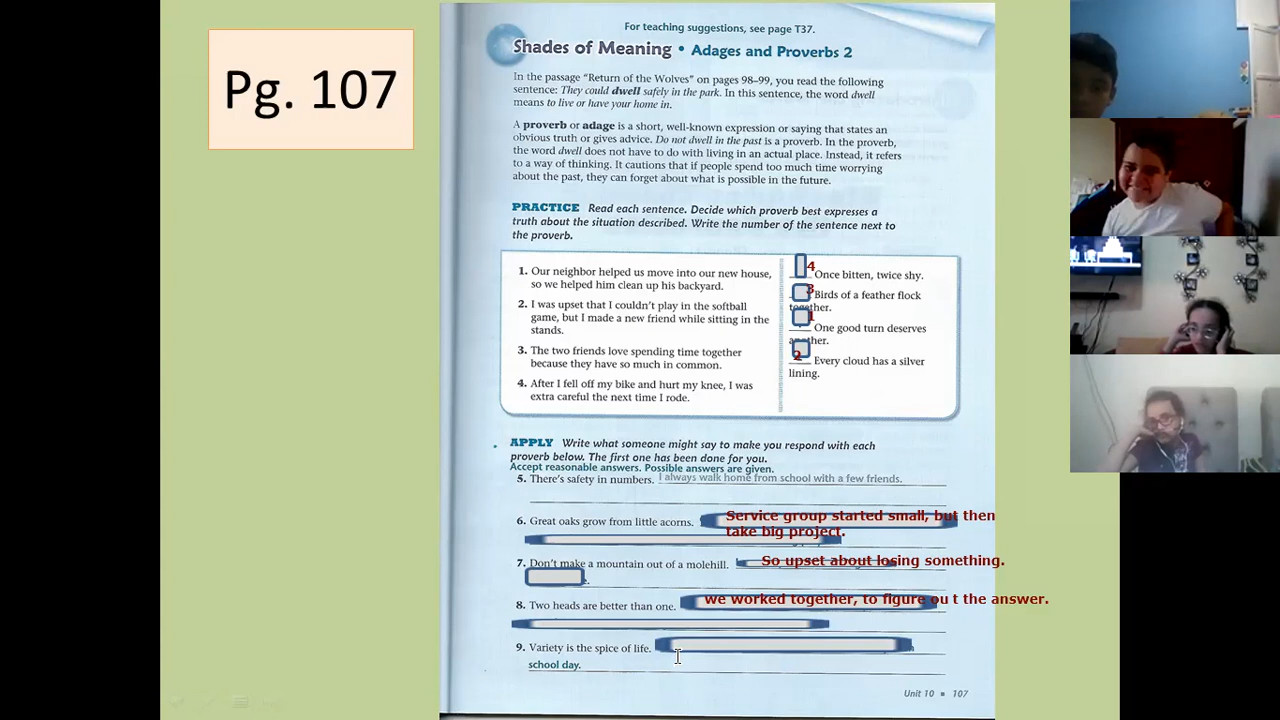 Pg. 107
For teaching suggestions, see page T37.
Shades of Meaning • Adages and Proverbs 2
In the passage "Return of the Wolves" on pages 98–99, you read the following
sentence: They could dwell safely in the park. In this sentence, the word dwell
means to live or have your home in.
A proverb or adage is a short, well-known expression or saying that states an
obvious truth or gives advice. Do not dwell in the past is a proverb. In the proverb,
the word dwell does not have to do with living in an actual place. Instead, it refers
to a way of thinking. It cautions that if people spend too much time worrying
about the past, they can forget about what is possible in the future.
PRACTICE Read each sentence. Decide which proverb best expresses a
truth about the situation described. Write the number of the sentence next to
the proverb.
1. Our neighbor helped us move into our new house,
so we helped him clean up his backyard.
2. I was upset that I couldn't play in the softball
game, but I made a new friend while sitting in the
stands.
3. The two friends love spending time together
because they have so much in common.
4. After I fell off my bike and hurt my knee, I was
extra careful the next time I rode.
4 Once bitten, twice shy.
3 Birds of a feather flock
together.
1 One good turn deserves
another.
2 Every cloud has a silver
lining.
APPLY Write what someone might say to make you respond with each
proverb below. The first one has been done for you.
Accept reasonable answers. Possible answers are given.
5. There's safety in numbers. I always walk home from school with a few friends.
6. Great oaks grow from little acorns. Service group started small, but then
take big project.
7. Don't make a mountain out of a molehill. So upset about losing something.
8. Two heads are better than one. we worked together, to figure ou t the answer.
9. Variety is the spice of life.
school day.
Unit 10 ■ 107